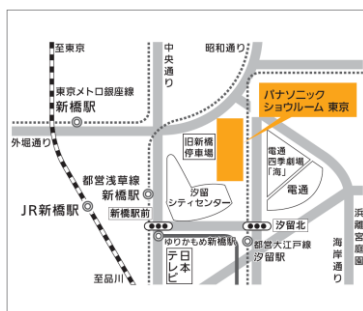 至東京
中央通り
昭和通り
東京メトロ銀座線
新橋駅
パナソニック
ショウルーム 東京
外堀通り
旧新橋
停車場
電通
四季劇場
「海」
都営浅草線
新橋駅
汐留
シティセンター
電通
JR新橋駅
新橋駅前
汐留北
ゆりかもめ新橋駅
都営大江戸線
汐留駅
日本
テレビ
海岸通り
浜離宮庭園
至品川